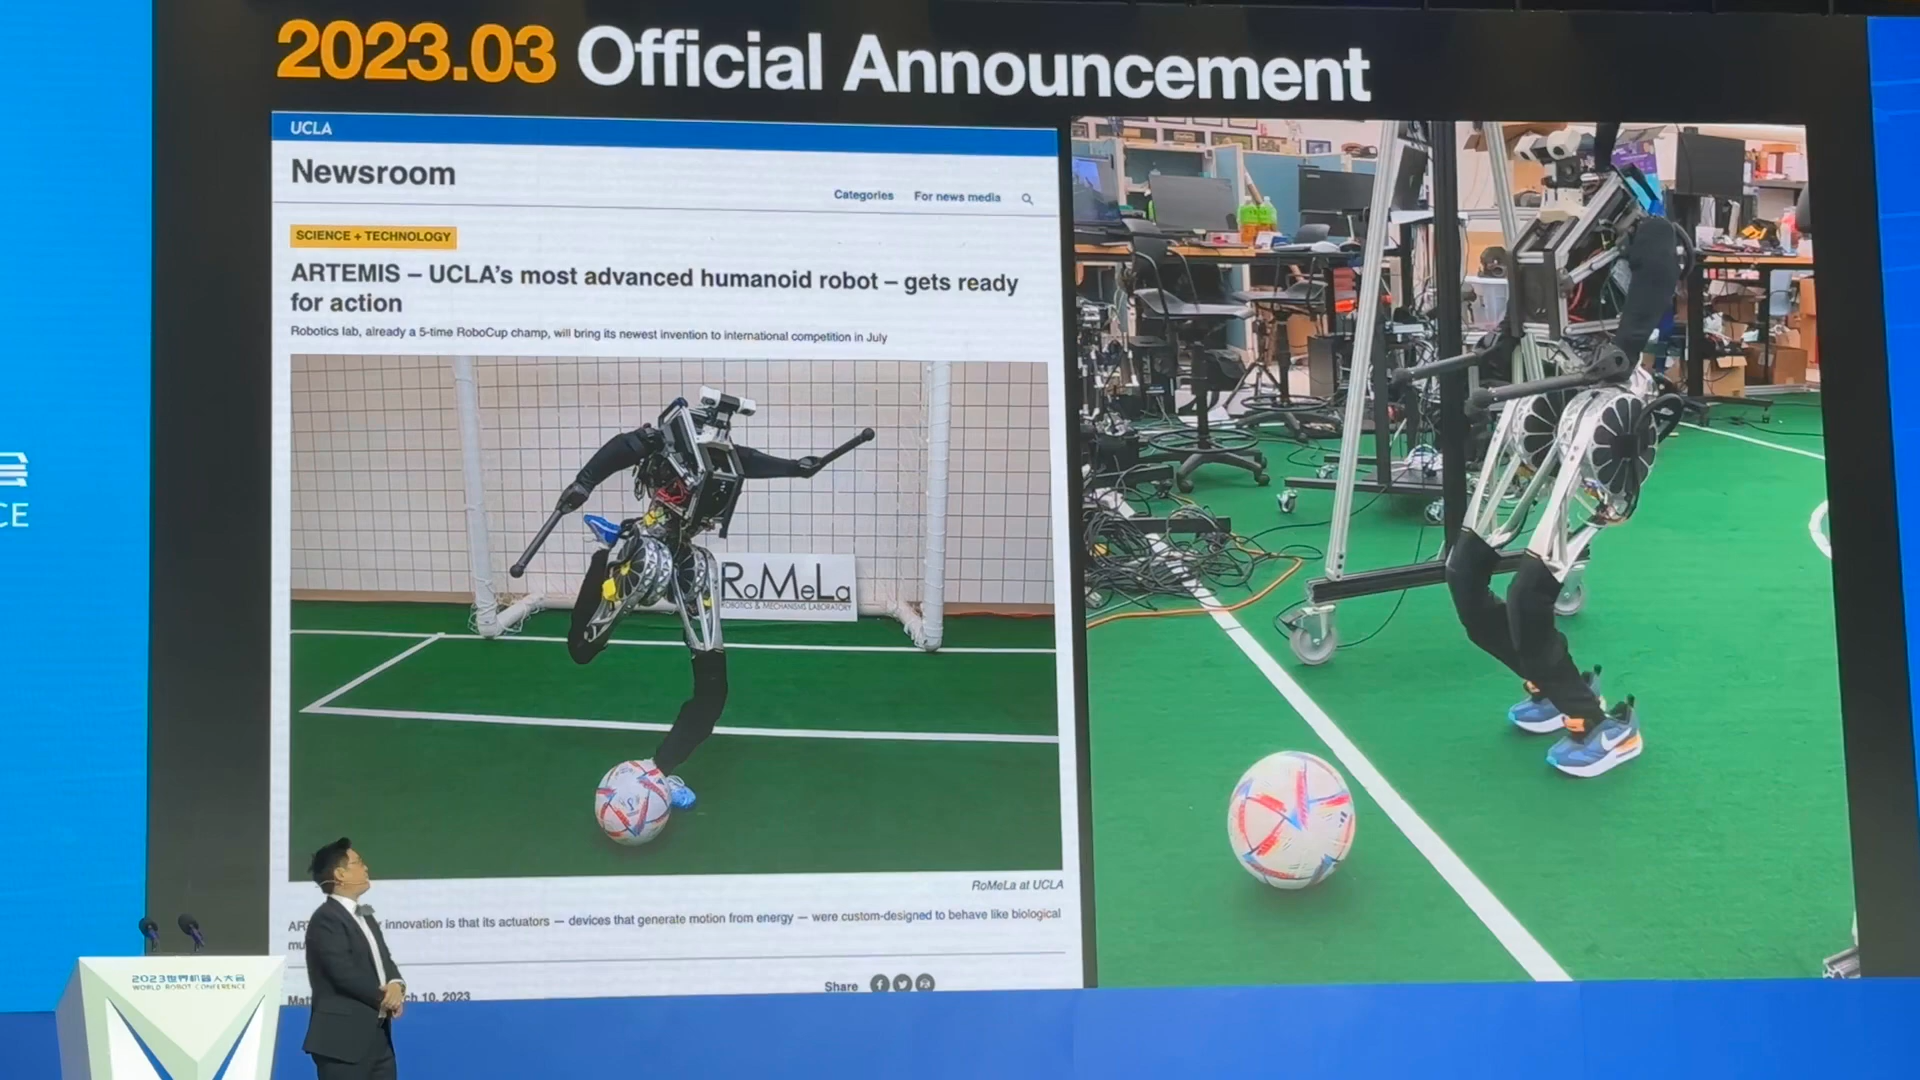 2023.03 Official Announcement
UCLA
Newsroom
Categories For news media
SCIENCE + TECHNOLOGY
ARTEMIS – UCLA's most advanced humanoid robot – gets ready
for action
Robotics lab, already a 5-time RoboCup champ, will bring its newest invention to international competition in July
RoMeLa
ROBOTICS & MECHANISMS LABORATORY
RoMeLa at UCLA
innovation is that its actuators — devices that generate motion from energy — were custom-designed to behave like biological
Share
10, 2023
CE
2023世界机器人大会
WORLD ROBOT CONFERENCE